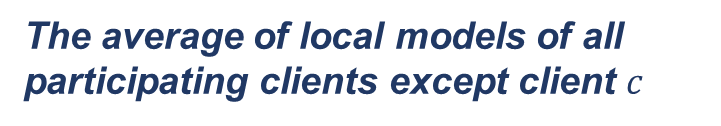 The average of local models of all
participating clients except client c